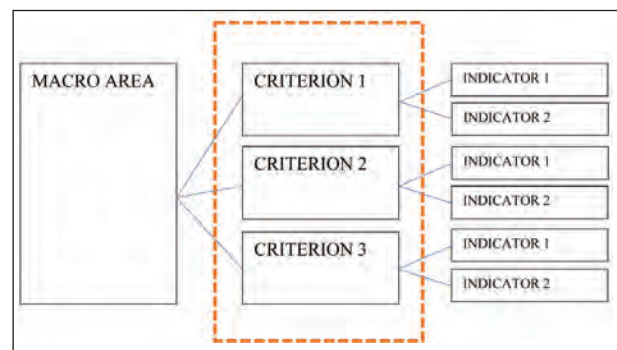 MACRO AREA
CRITERION 1
INDICATOR 1
INDICATOR 2
CRITERION 2
INDICATOR 1
INDICATOR 2
CRITERION 3
INDICATOR 1
INDICATOR 2